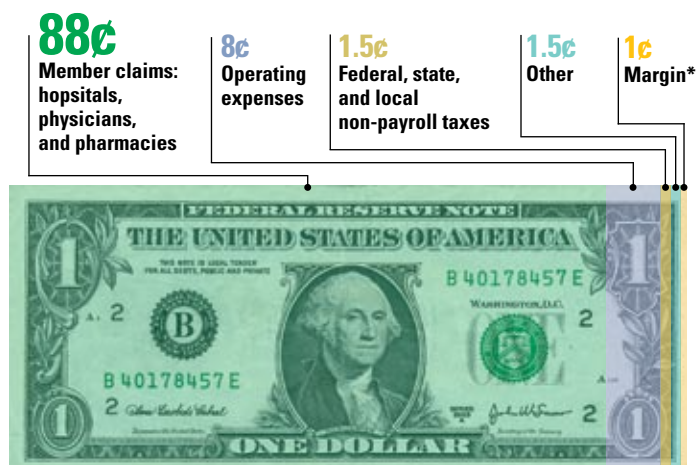 88¢
Member claims:
hopsitals,
physicians,
and pharmacies
8¢
Operating
expenses
1.5¢
Federal, state,
and local
non-payroll taxes
1.5¢
Other
1¢
Margin*
FEDERAL RESERVE NOTE
THE UNITED STATES OF AMERICA
THIS NOTE IS LEGAL TENDER
FOR ALL DEBTS, PUBLIC AND PRIVATE
B 40178457 E
WASHINGTON, D.C.
1
1
2
2
B
ONE
B 40178457 E
2
2
SERIES
1
1
ONE DOLLAR